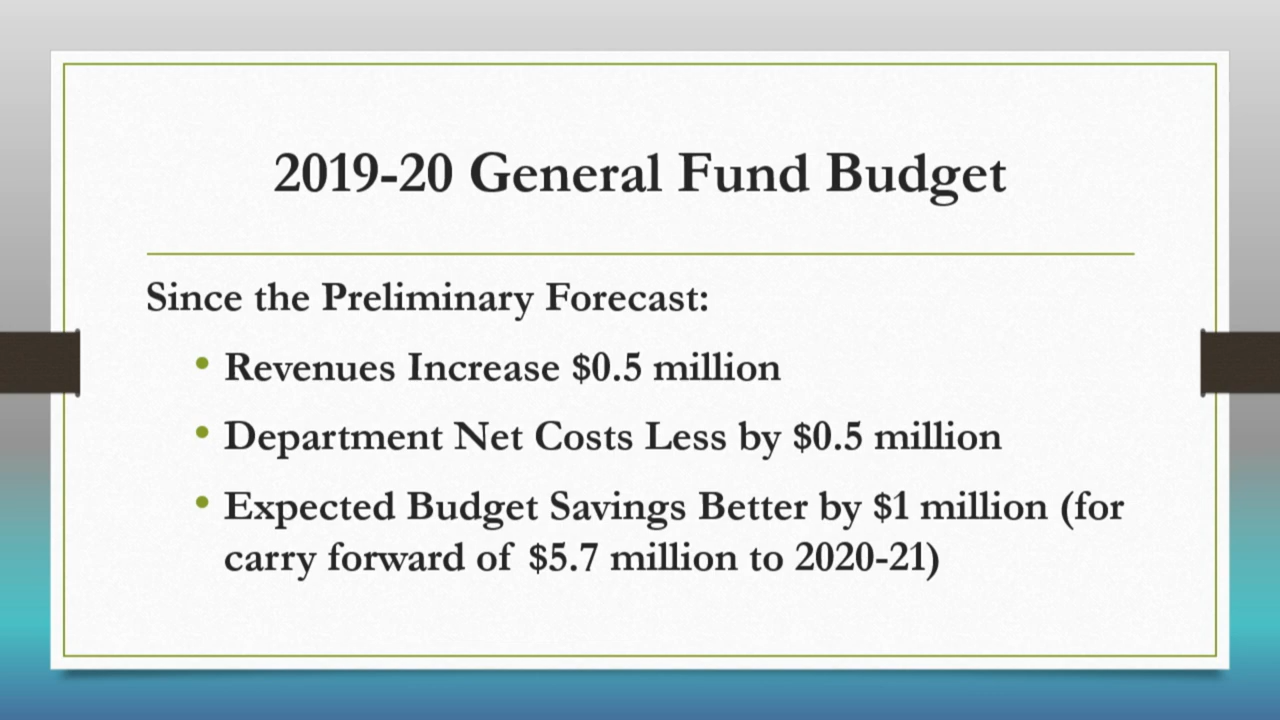 2019-20 General Fund Budget
Since the Preliminary Forecast:
• Revenues Increase $0.5 million
• Department Net Costs Less by $0.5 million
• Expected Budget Savings Better by $1 million (for
carry forward of $5.7 million to 2020-21)